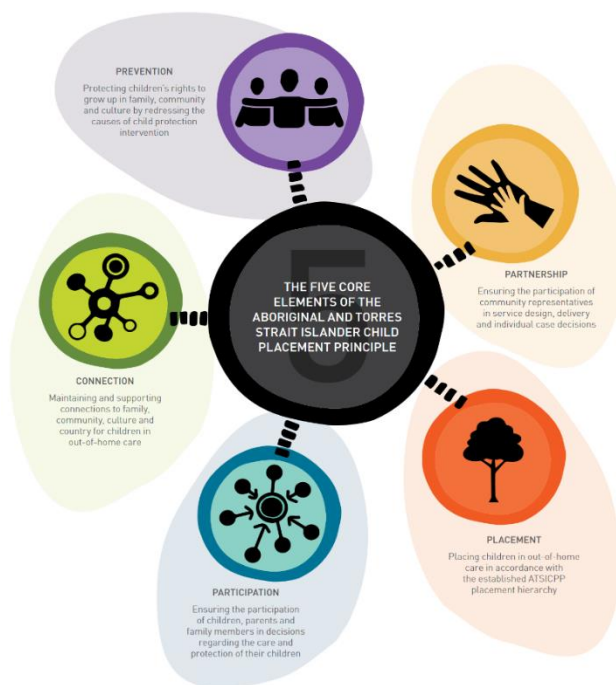 PREVENTION
Protecting children's rights to
grow up in family, community
and culture by redressing the
causes of child protection
intervention
5
THE FIVE CORE
ELEMENTS OF THE
ABORIGINAL AND TORRES
STRAIT ISLANDER CHILD
PLACEMENT PRINCIPLE
PARTNERSHIP
Ensuring the participation
of community representatives
in service design, delivery
and individual case decisions
CONNECTION
Maintaining and supporting
connections to family,
community, culture and
country for children in
out-of-home care
PLACEMENT
Placing children in out-of-home
care in accordance with
the established ATSICPP
placement hierarchy
PARTICIPATION
Ensuring the participation
of children, parents and
family members in decisions
regarding the care and
protection of their children